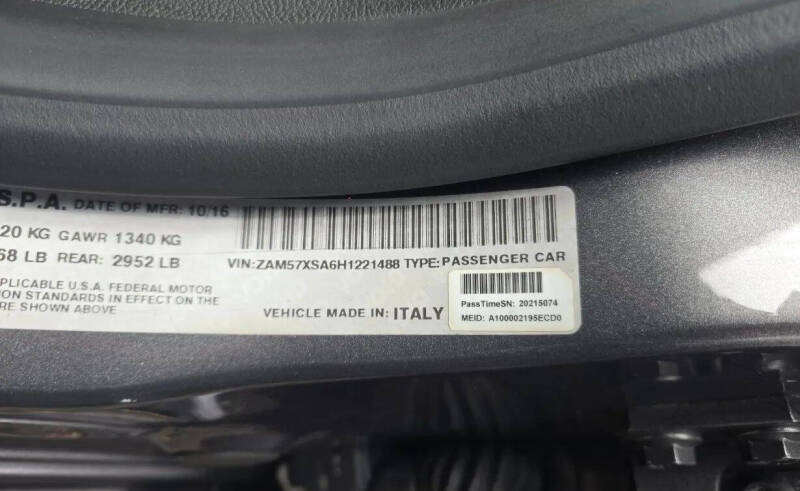 S.P.A. DATE OF MFR: 10/16
20 KG GAWR 1340 KG
68 LB REAR: 2952 LB
VIN:ZAM57XSA6H1221488 TYPE: PASSENGER CAR
PLICABLE U.S.A. FEDERAL MOTOR
ION STANDARDS IN EFFECT ON THE
RE SHOWN ABOVE
VEHICLE MADE IN: ITALY
PassTimeSN: 20215074
MEID: A100002195ECD0